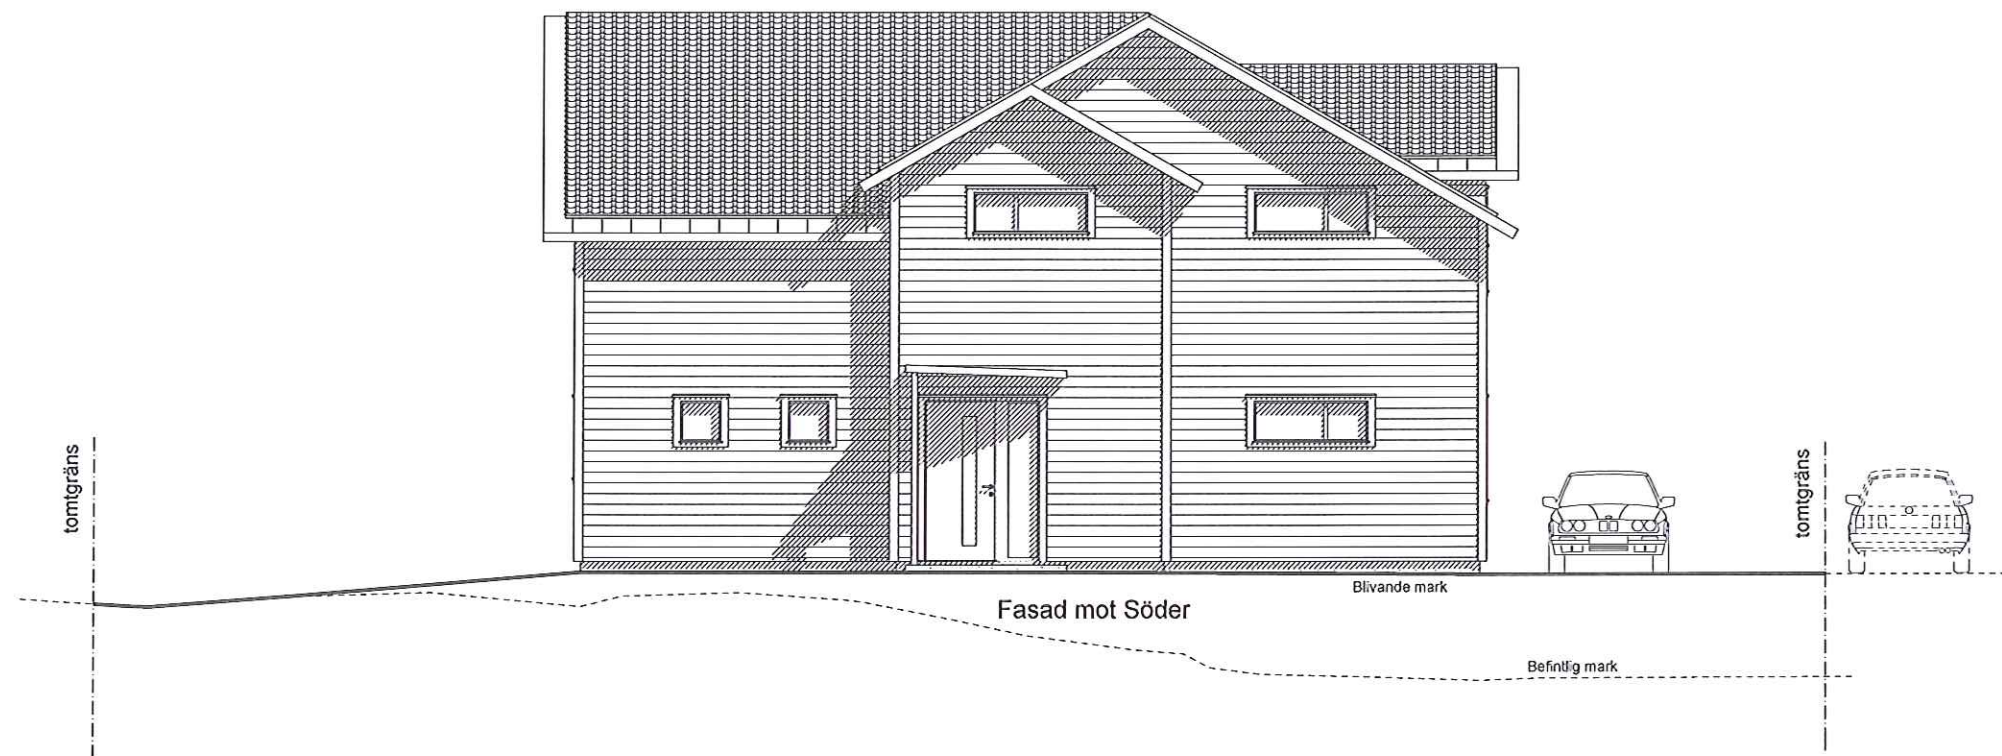 tomtgräns
tomtgräns
Blivande mark
Fasad mot Söder
Befintlig mark